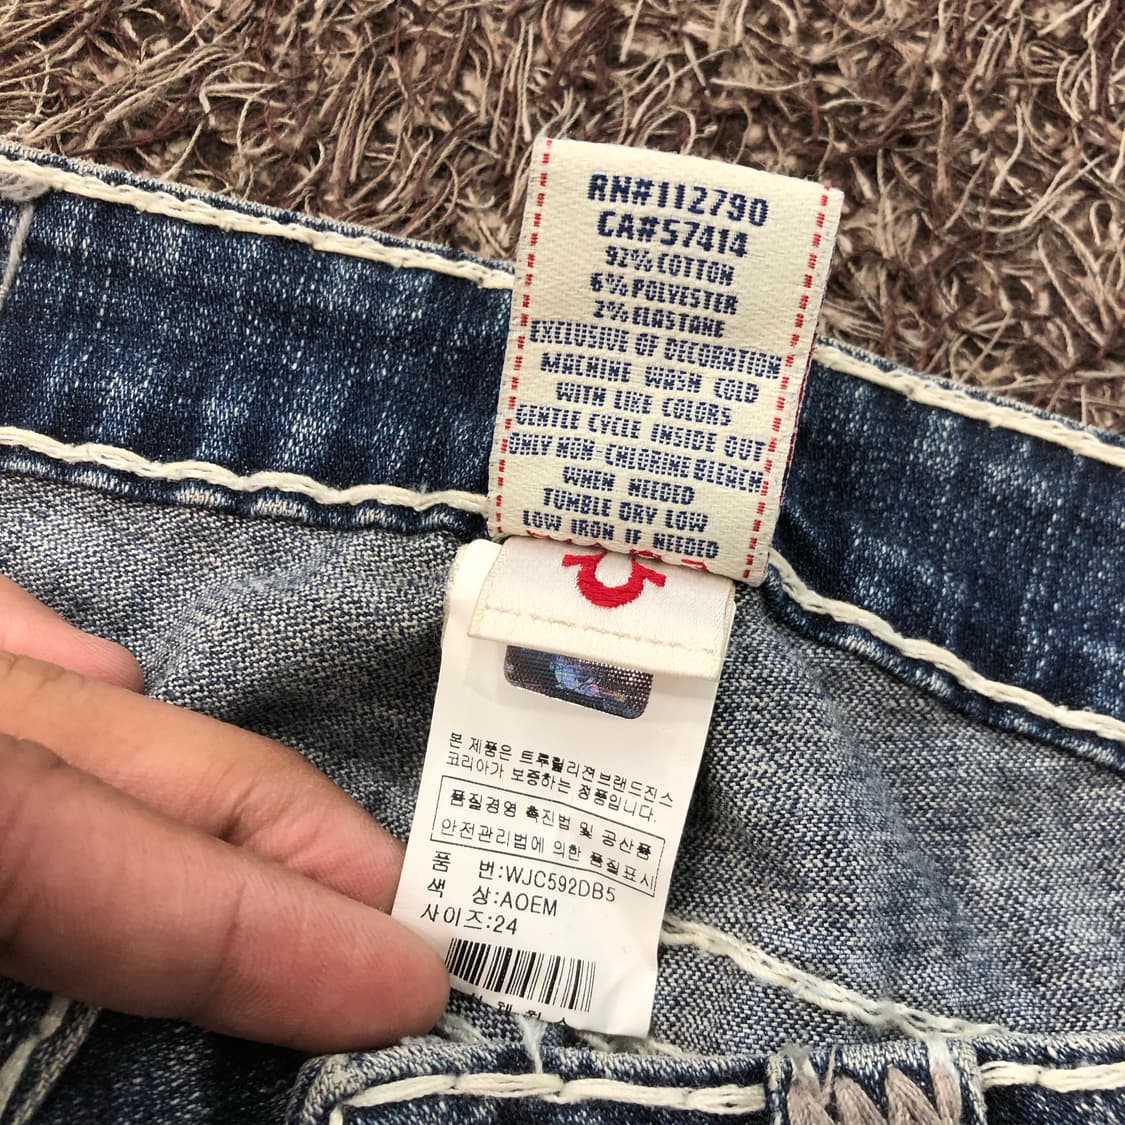 RN#112790
CA#57414
92% COTTON
6% POLYESTER
2% ELASTANE
EXCLUSIVE OF DECORATION
MACHINE WASH COLD
WITH LIKE COLORS
GENTLE CYCLE INSIDE OUT
ONLY NON-CHLORINE BLEACH
WHEN NEEDED
TUMBLE DRY LOW
LOW IRON IF NEEDED
본 제품은 트루릴리젼브랜드진스
코리아가 보증하는 정품입니다.
품질경영 촉진법 및 공산품
안전관리법에 의한 품질표시
품 번:WJC592DB5
색 상:AOEM
사이즈:24